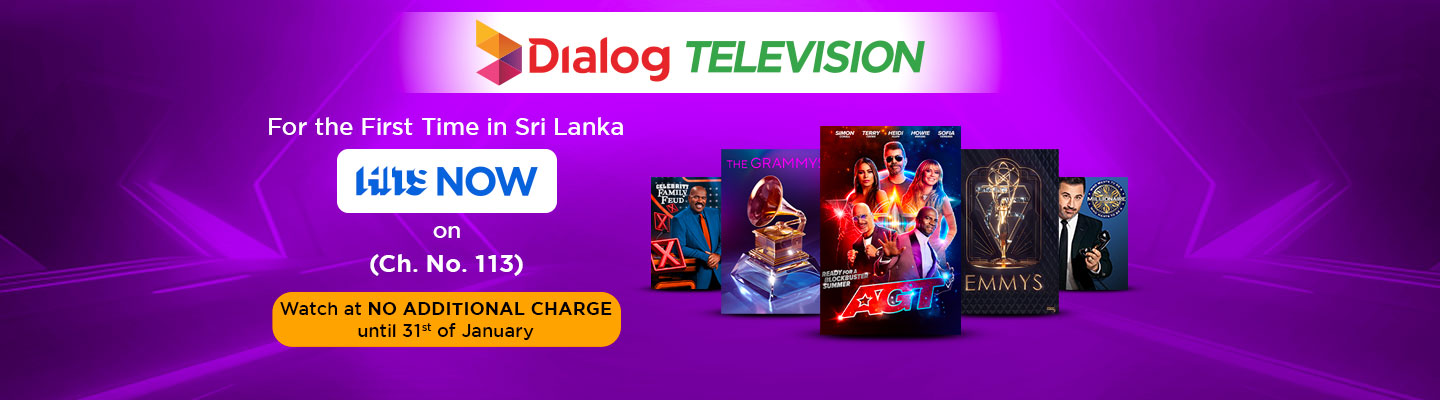 Dialog TELEVISION
For the First Time in Sri Lanka
HITS NOW
on
(Ch. No. 113)
Watch at NO ADDITIONAL CHARGE
until 31st of January
CELEBRITY
FAMILY
FEUD
THE GRAMMYS
SIMON TERRY HEIDI HOWIE SOFIA
READY FOR A
BLOCKBUSTER
SUMMER
AGT
EMMYS
MILLIONAIRE